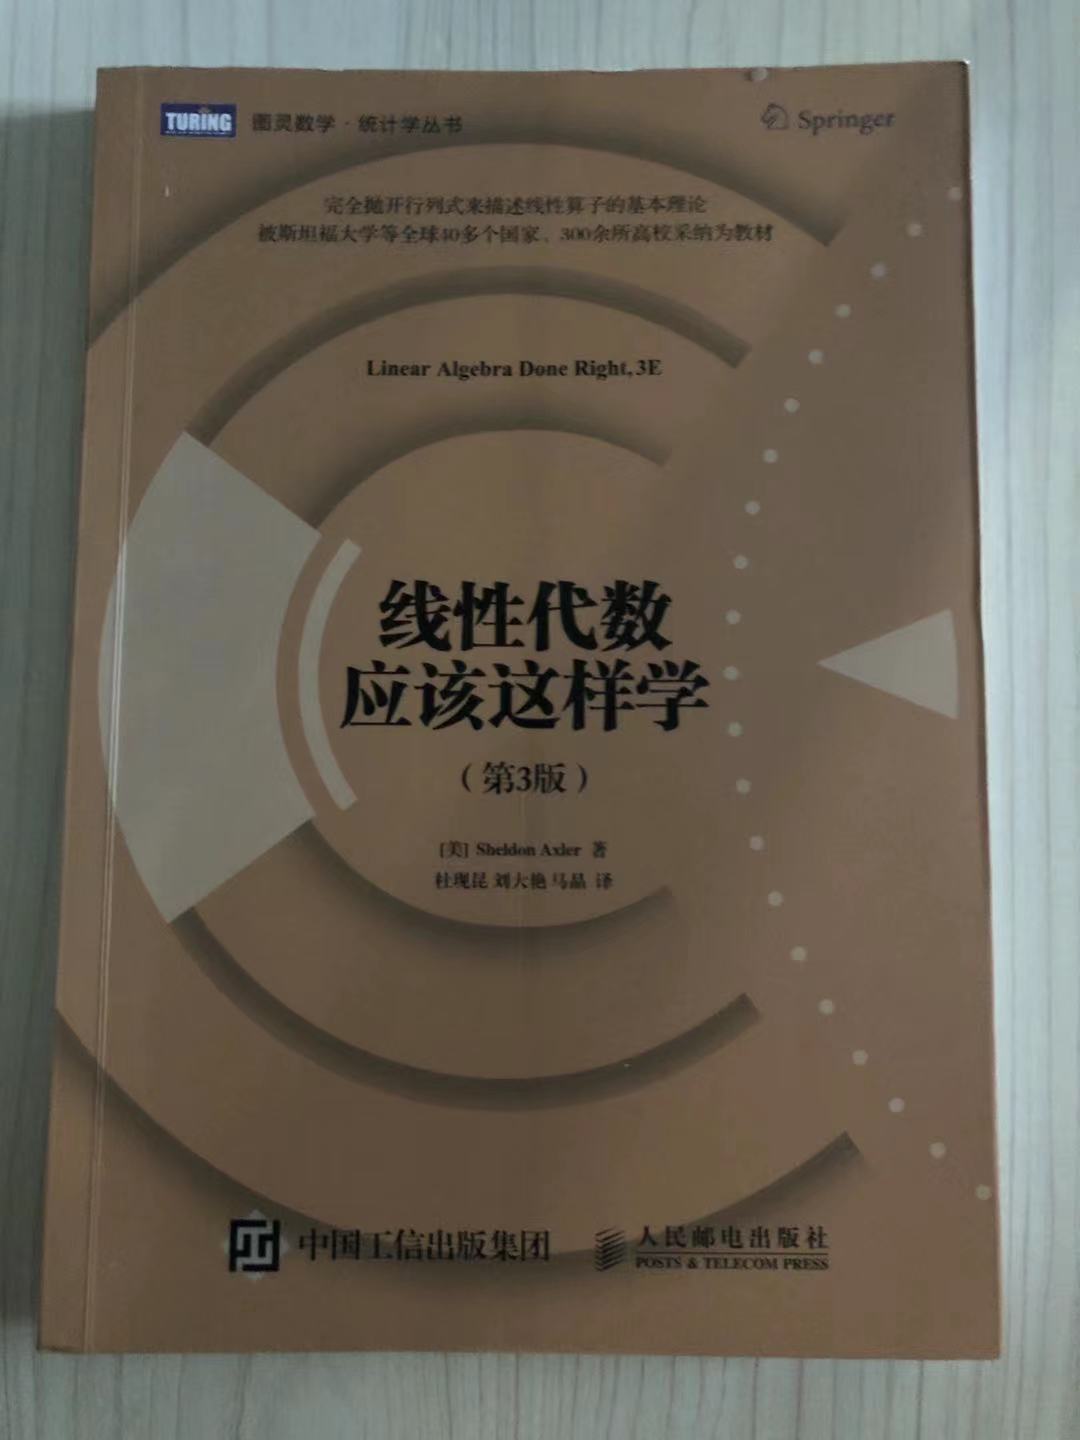 TURING 图灵数学·统计学丛书
Springer
完全抛开行列式来描述线性算子的基本理论
被斯坦福大学等全球40多个国家、300余所高校采纳为教材
Linear Algebra Done Right, 3E
线性代数
应该这样学
（第3版）
[美] Sheldon Axler 著
杜现昆 刘大艳 马晶 译
中国工信出版集团
人民邮电出版社
POSTS & TELECOM PRESS